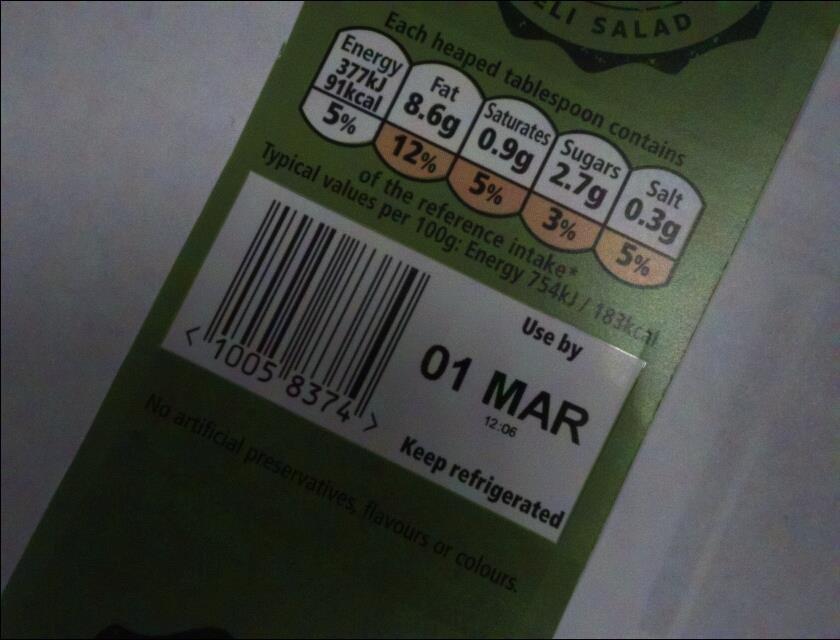 ELI SALAD
Each heaped tablespoon contains
Energy
377kJ
91kcal
5%
Fat
8.6g
12%
Saturates
0.9g
5%
Sugars
2.7g
3%
Salt
0.3g
5%
of the reference intake*
Typical values per 100g: Energy 754kJ / 183kcal
Use by
01 MAR
12:06
Keep refrigerated
< 1005 8374 >
No artificial preservatives, flavours or colours.